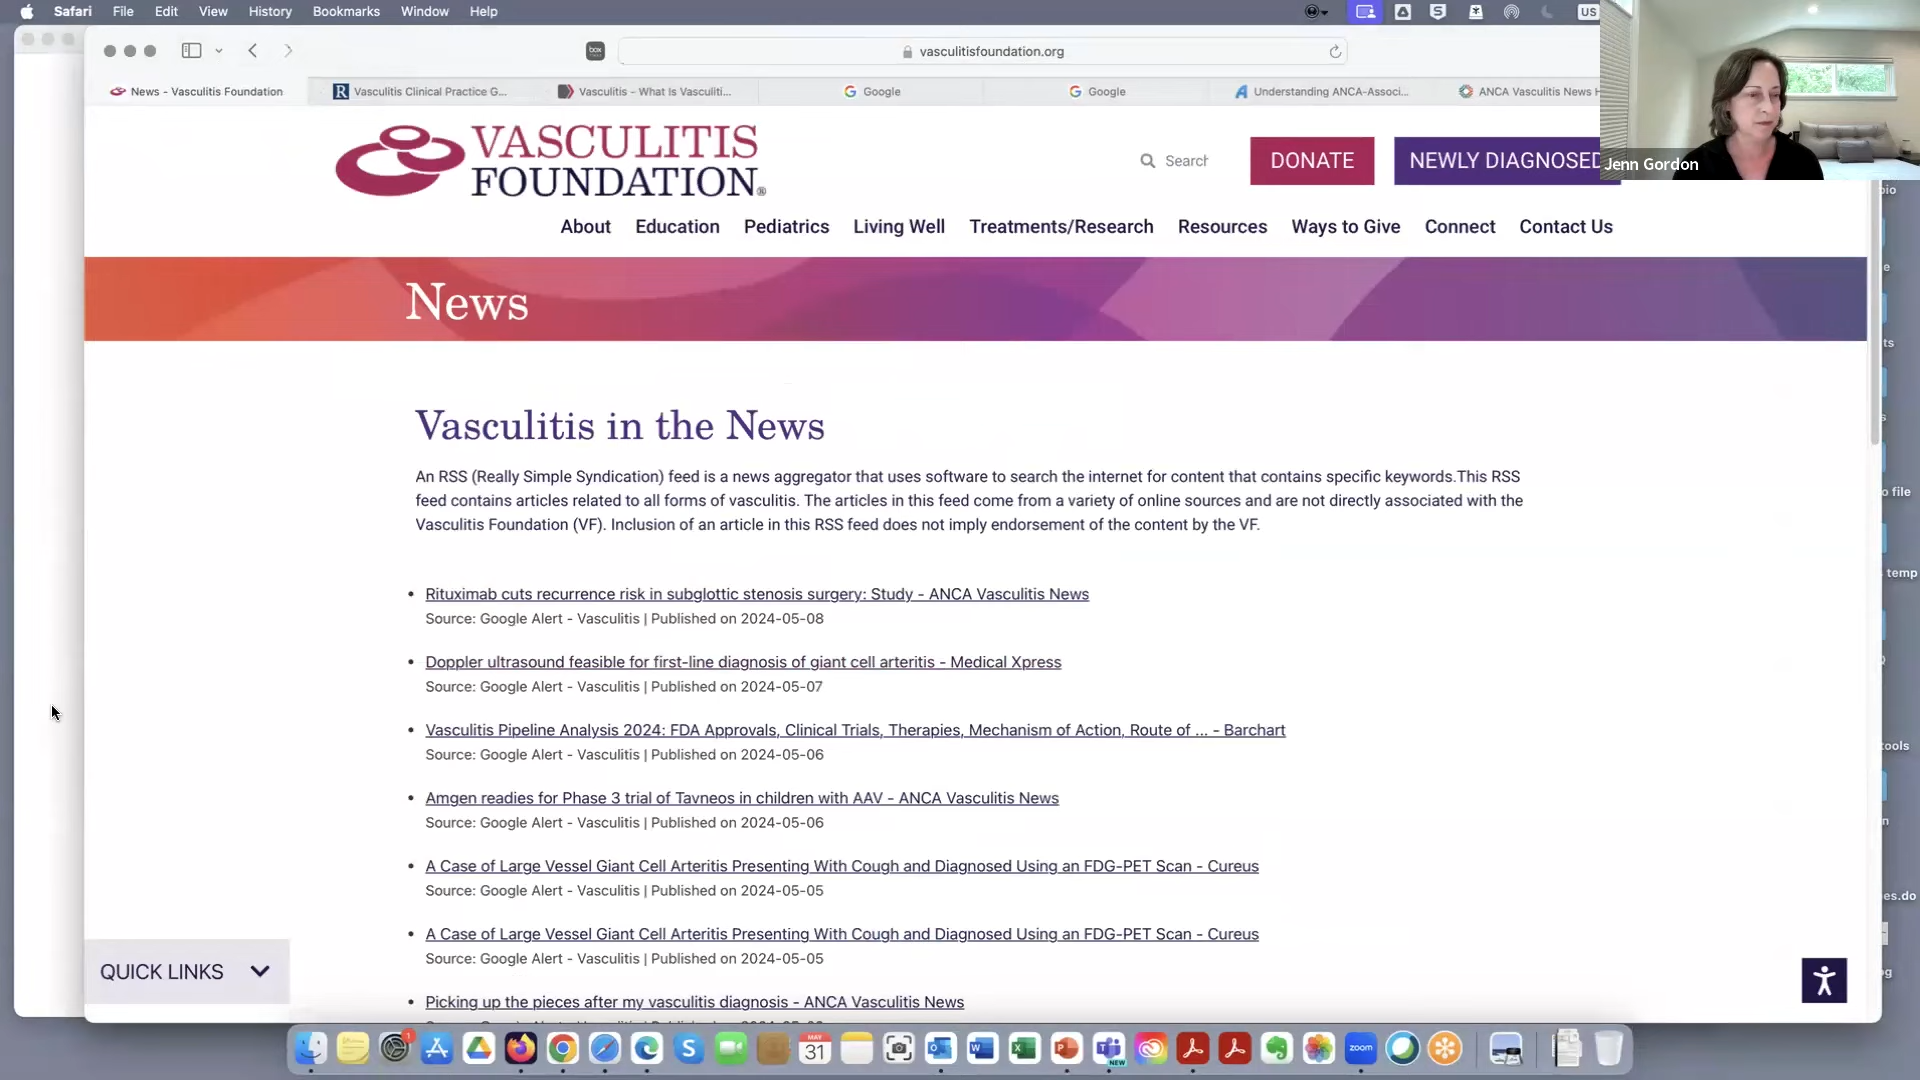 Safari File Edit View History Bookmarks Window Help US
box
vasculitisfoundation.org
News - Vasculitis Foundation
R Vasculitis Clinical Practice G...
Vasculitis - What Is Vasculiti...
Google
Google
Understanding ANCA-Associ...
ANCA Vasculitis News
Jenn Gordon
VASCULITIS
FOUNDATION®
Search
DONATE
NEWLY DIAGNOSED
About Education Pediatrics Living Well Treatments/Research Resources Ways to Give Connect Contact Us
News
Vasculitis in the News
An RSS (Really Simple Syndication) feed is a news aggregator that uses software to search the internet for content that contains specific keywords.This RSS
feed contains articles related to all forms of vasculitis. The articles in this feed come from a variety of online sources and are not directly associated with the
Vasculitis Foundation (VF). Inclusion of an article in this RSS feed does not imply endorsement of the content by the VF.
• Rituximab cuts recurrence risk in subglottic stenosis surgery: Study - ANCA Vasculitis News
Source: Google Alert - Vasculitis | Published on 2024-05-08
• Doppler ultrasound feasible for first-line diagnosis of giant cell arteritis - Medical Xpress
Source: Google Alert - Vasculitis | Published on 2024-05-07
• Vasculitis Pipeline Analysis 2024: FDA Approvals, Clinical Trials, Therapies, Mechanism of Action, Route of ... - Barchart
Source: Google Alert - Vasculitis | Published on 2024-05-06
• Amgen readies for Phase 3 trial of Tavneos in children with AAV - ANCA Vasculitis News
Source: Google Alert - Vasculitis | Published on 2024-05-06
• A Case of Large Vessel Giant Cell Arteritis Presenting With Cough and Diagnosed Using an FDG-PET Scan - Cureus
Source: Google Alert - Vasculitis | Published on 2024-05-05
• A Case of Large Vessel Giant Cell Arteritis Presenting With Cough and Diagnosed Using an FDG-PET Scan - Cureus
Source: Google Alert - Vasculitis | Published on 2024-05-05
• Picking up the pieces after my vasculitis diagnosis - ANCA Vasculitis News
QUICK LINKS
o file
temp
tools
es.do
1
MAY
31
NEW
zoom